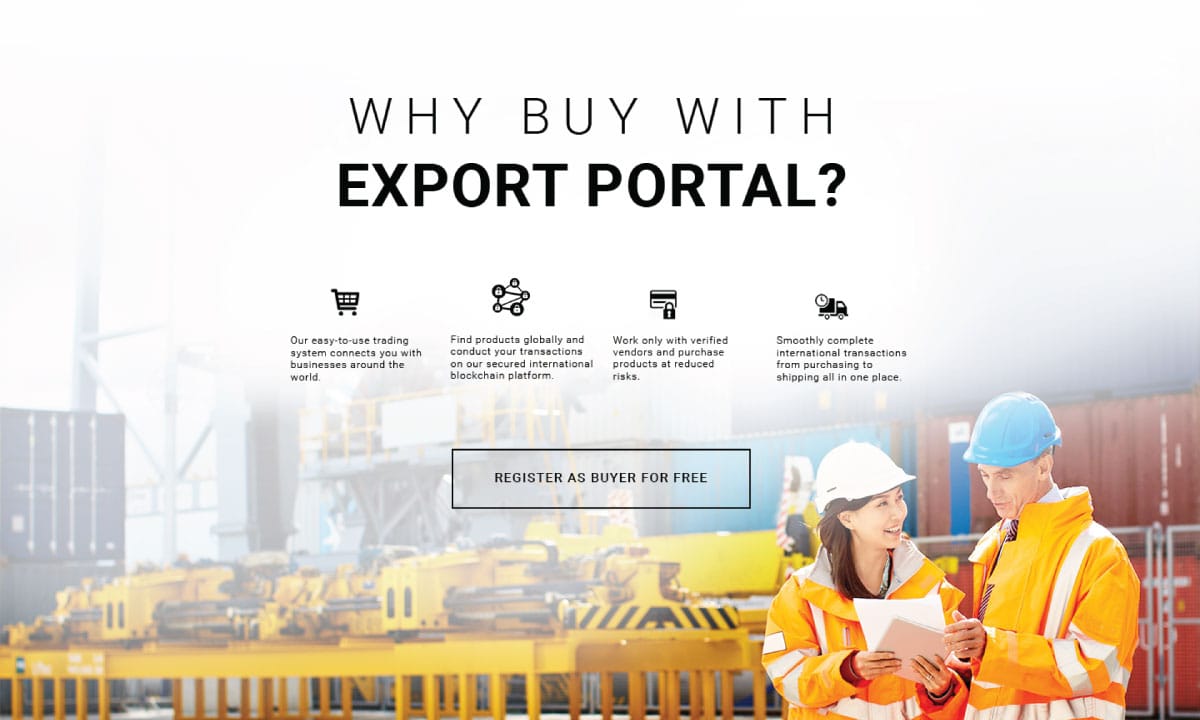 WHY BUY WITH
EXPORT PORTAL?
Our easy-to-use trading
system connects you with
businesses around the
world.
Find products globally and
conduct your transactions
on our secured international
blockchain platform.
Work only with verified
vendors and purchase
products at reduced
risks.
Smoothly complete
international transactions
from purchasing to
shipping all in one place.
REGISTER AS BUYER FOR FREE